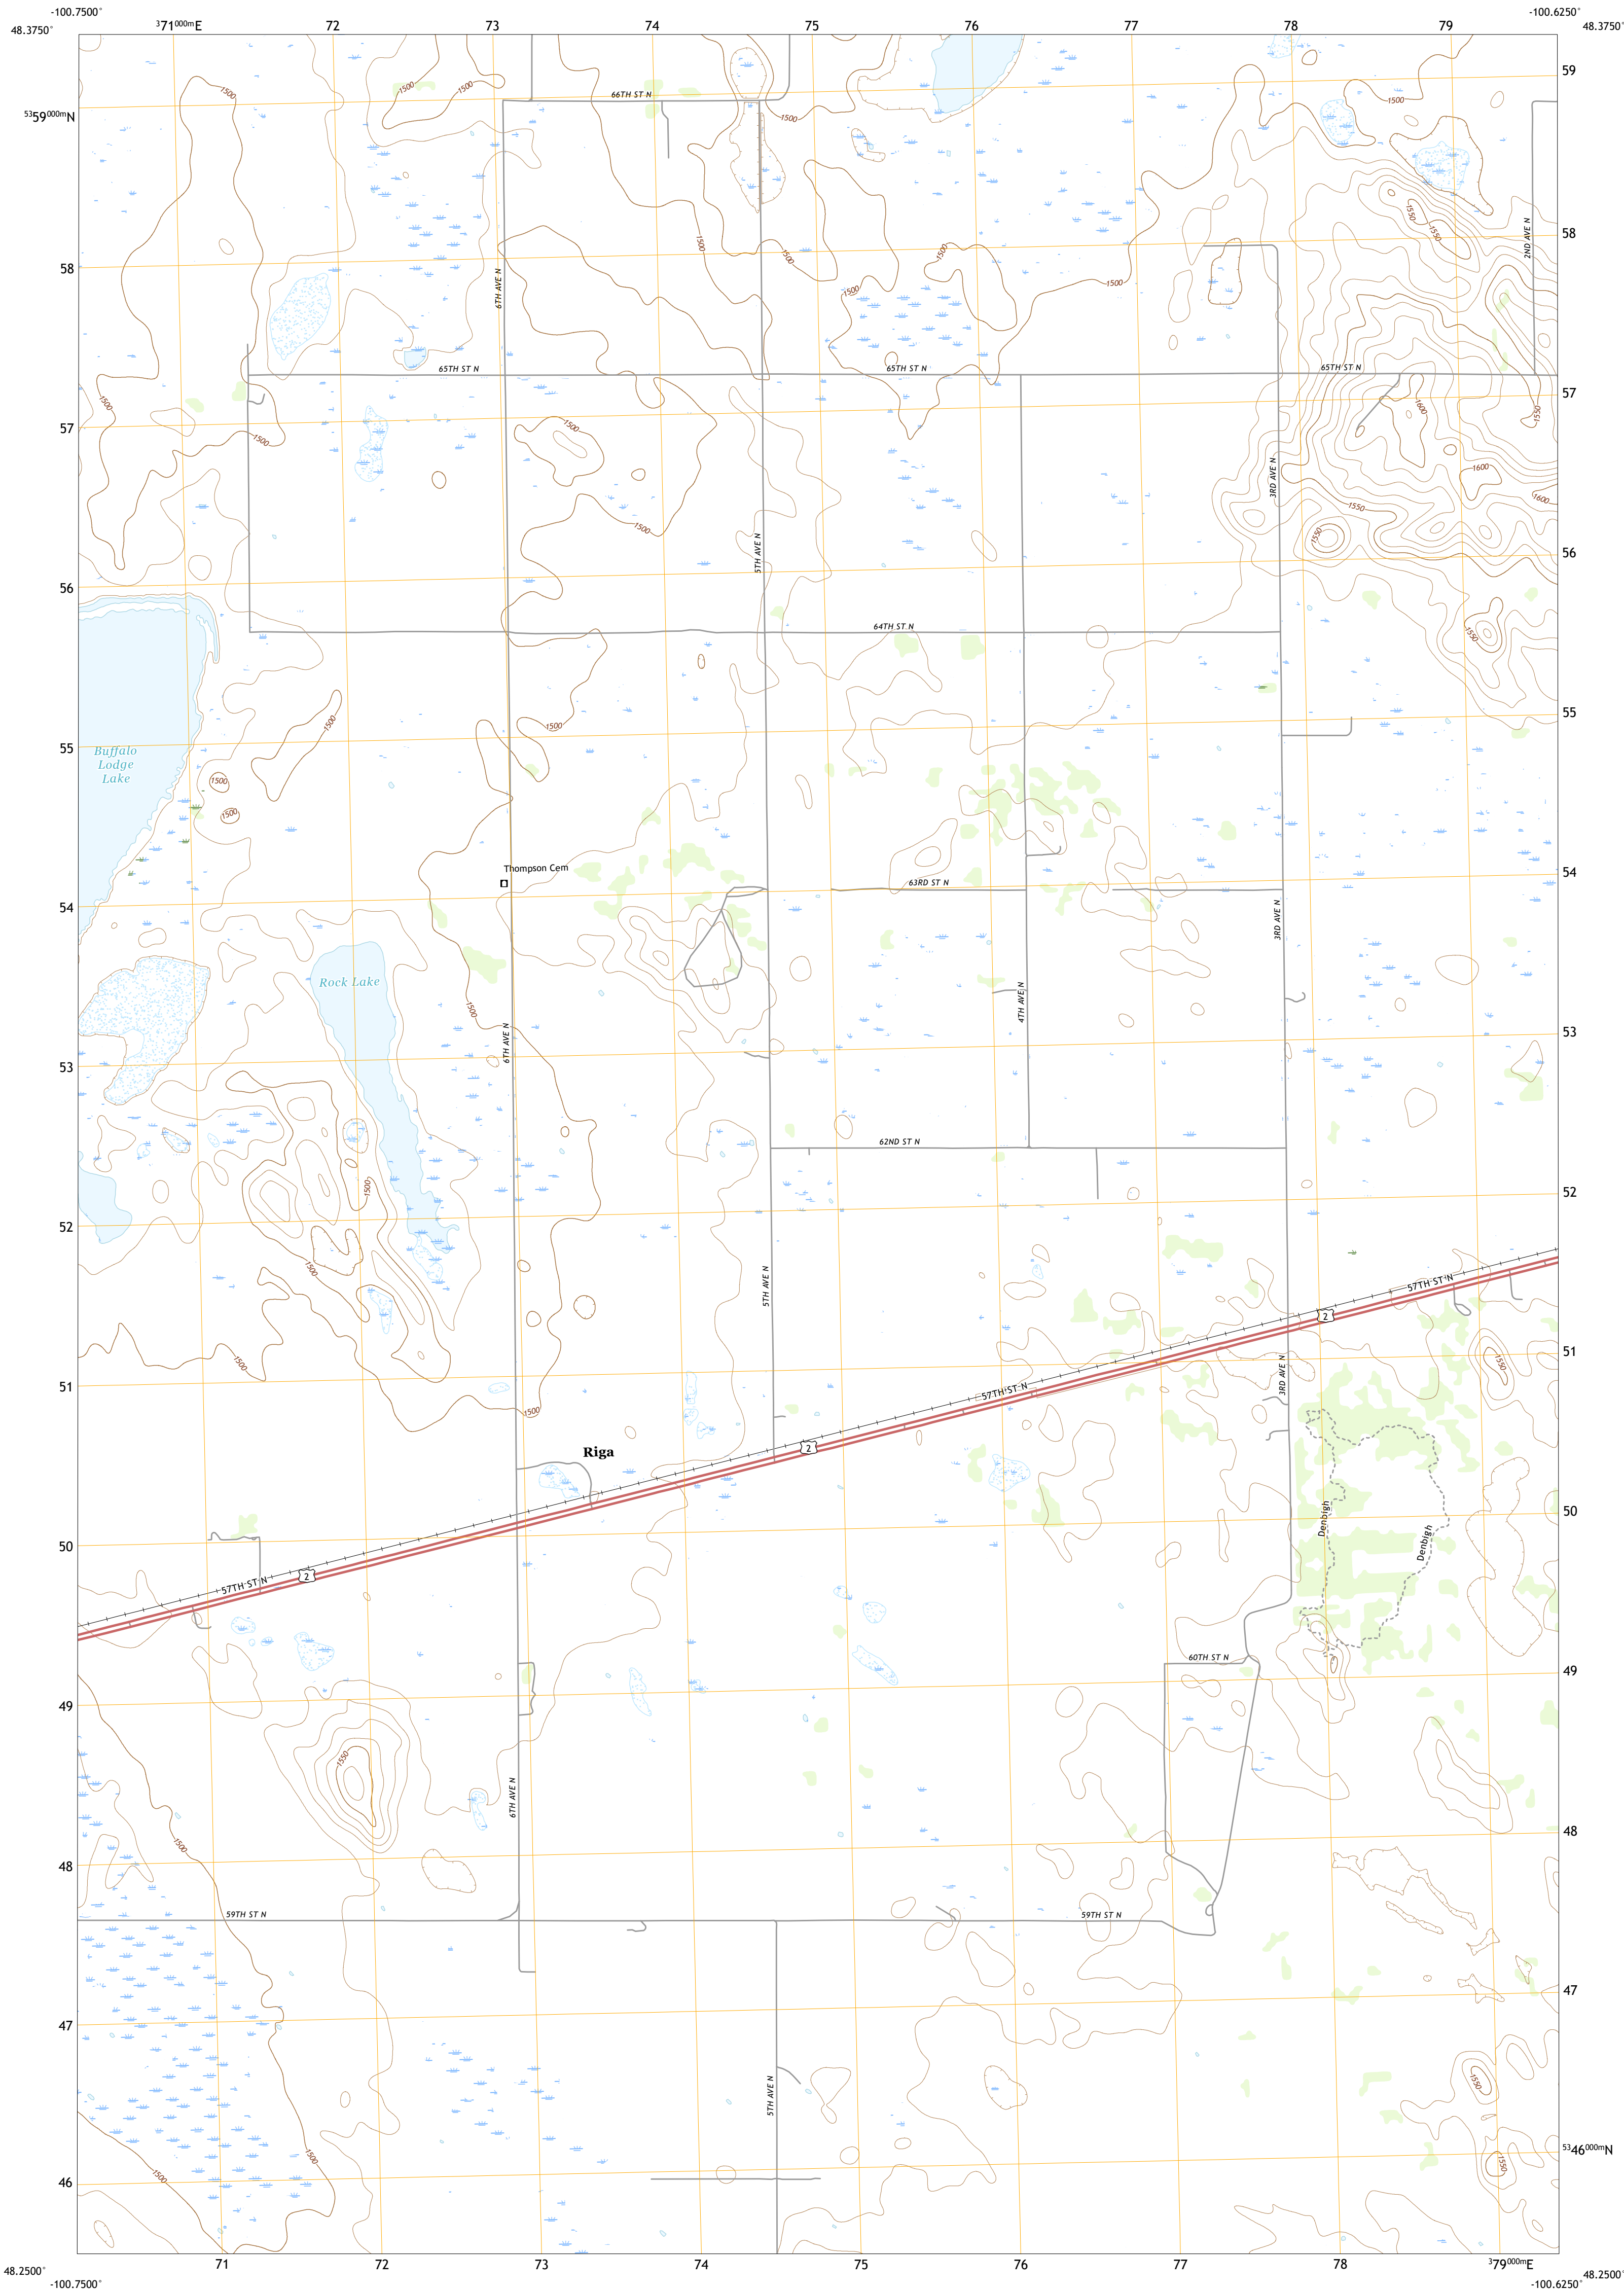 -100.7500°
-100.6250°
48.3750°
371000mE
72
73
74
75
76
77
78
79
48.3750°
59
5359000mN
66TH ST N
1500
1500
1500
1500
1500
1550
1550
2ND AVE N
58
58
1500
1500
1500
1500
1500
6TH AVE N
65TH ST N
65TH ST N
65TH ST N
57
57
1500
1500
1500
1600
1550
1600
1600
3RD AVE N
1550
1550
1500
5TH AVE N
56
56
64TH ST N
1550
55
55
1500
1500
Buffalo
Lodge
Lake
1500
1500
Thompson Cem
54
54
63RD ST N
3RD AVE N
Rock Lake
1500
4TH AVE N
6TH AVE N
53
53
62ND ST N
1500
52
52
1500
5TH AVE N
57TH ST N
2
51
51
1500
1550
3RD AVE N
57TH ST N
1500
2
Riga
50
50
Denbigh
Denbigh
57TH ST N
2
60TH ST N
49
49
1550
6TH AVE N
48
48
1500
59TH ST N
59TH ST N
47
47
1550
5TH AVE N
5346000mN
46
1500
1500
1550
48.2500°
71
72
73
74
75
76
77
78
379000mE
48.2500°
-100.7500°
-100.6250°